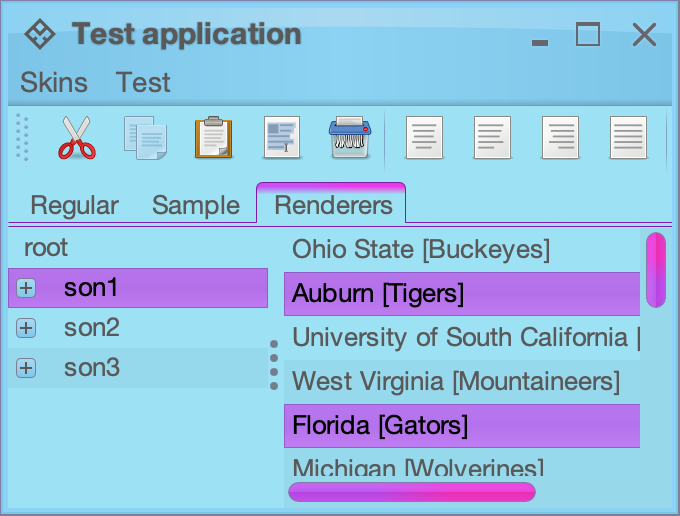 Test application
Skins Test
Regular Sample Renderers
root
son1
son2
son3
Ohio State [Buckeyes]
Auburn [Tigers]
University of South California [
West Virginia [Mountaineers]
Florida [Gators]
Michigan [Wolverines]